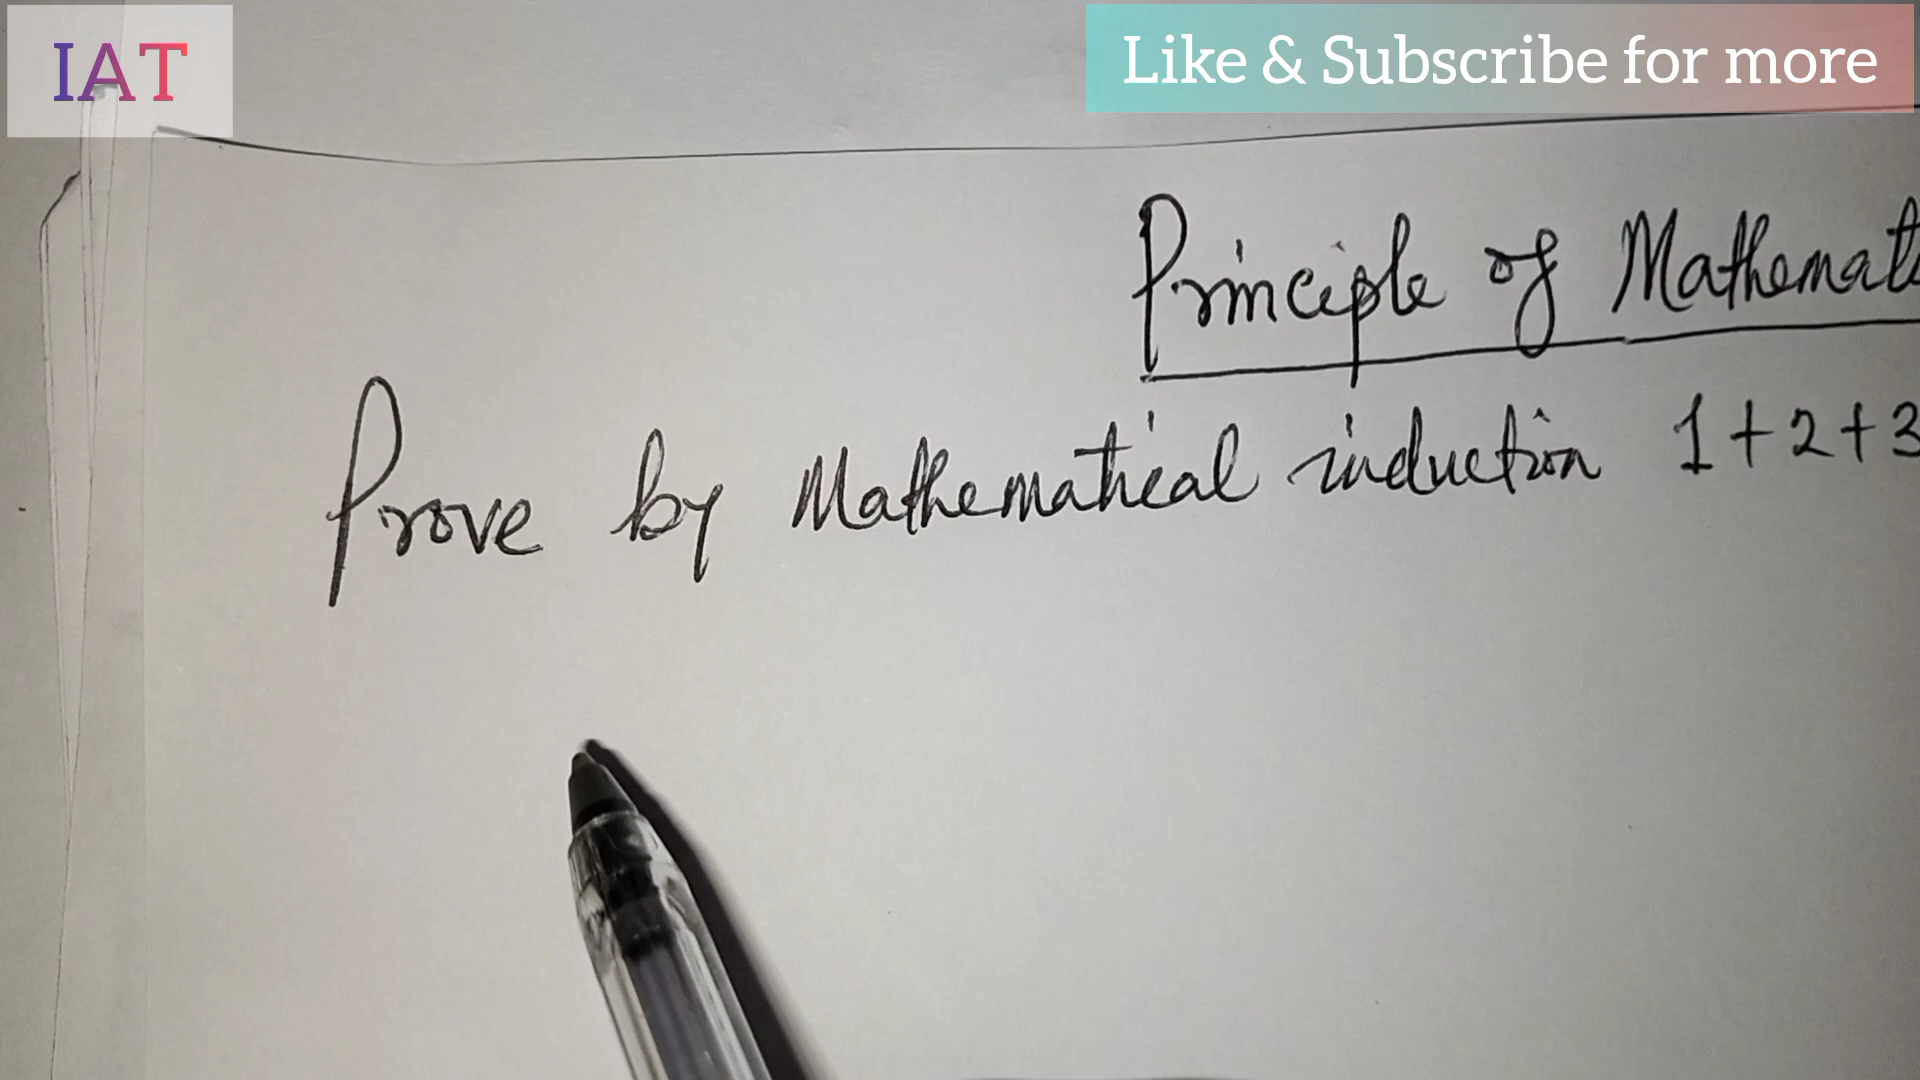 IAT
Like & Subscribe for more
Principle of Mathemat
Prove by Mathematical induction 1+2+3